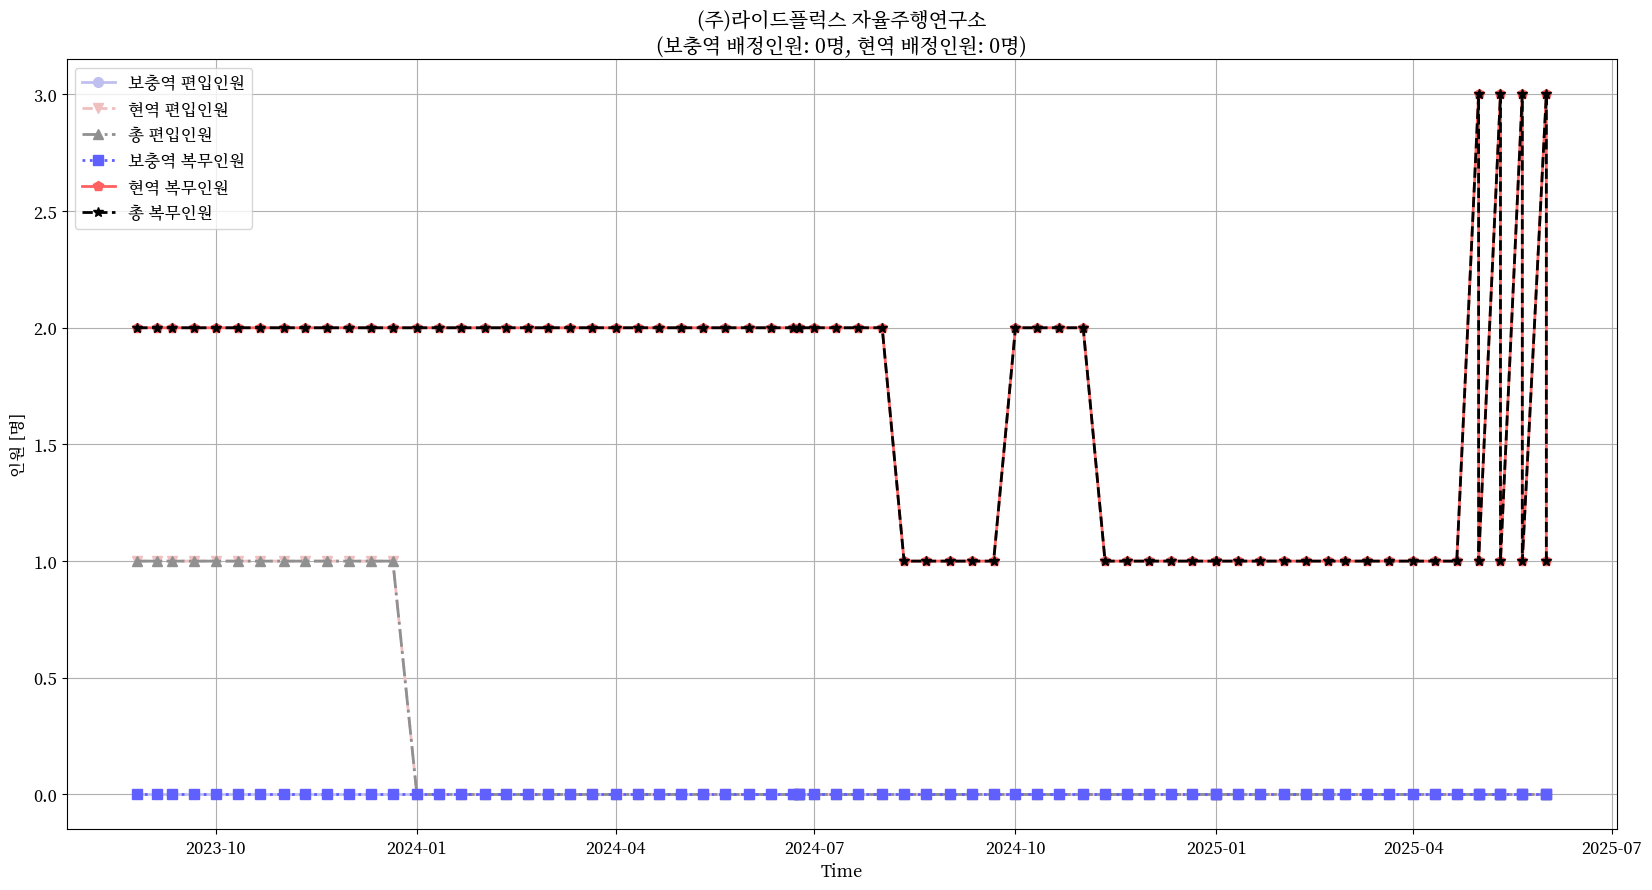 (주)라이드플럭스 자율주행연구소
(보충역 배정인원: 0명, 현역 배정인원: 0명)
보충역 편입인원
현역 편입인원
총 편입인원
보충역 복무인원
현역 복무인원
총 복무인원
3.0
2.5
2.0
1.5
1.0
0.5
0.0
인원 [명]
2023-10
2024-01
2024-04
2024-07
2024-10
2025-01
2025-04
2025-07
Time